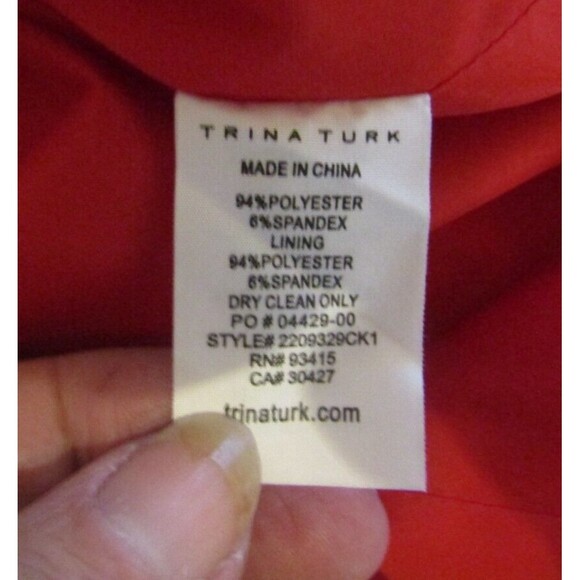 TRINA TURK
MADE IN CHINA
94%POLYESTER
6%SPANDEX
LINING
94%POLYESTER
6%SPANDEX
DRY CLEAN ONLY
PO # 04429-00
STYLE# 2209329CK1
RN# 93415
CA# 30427
trinaturk.com